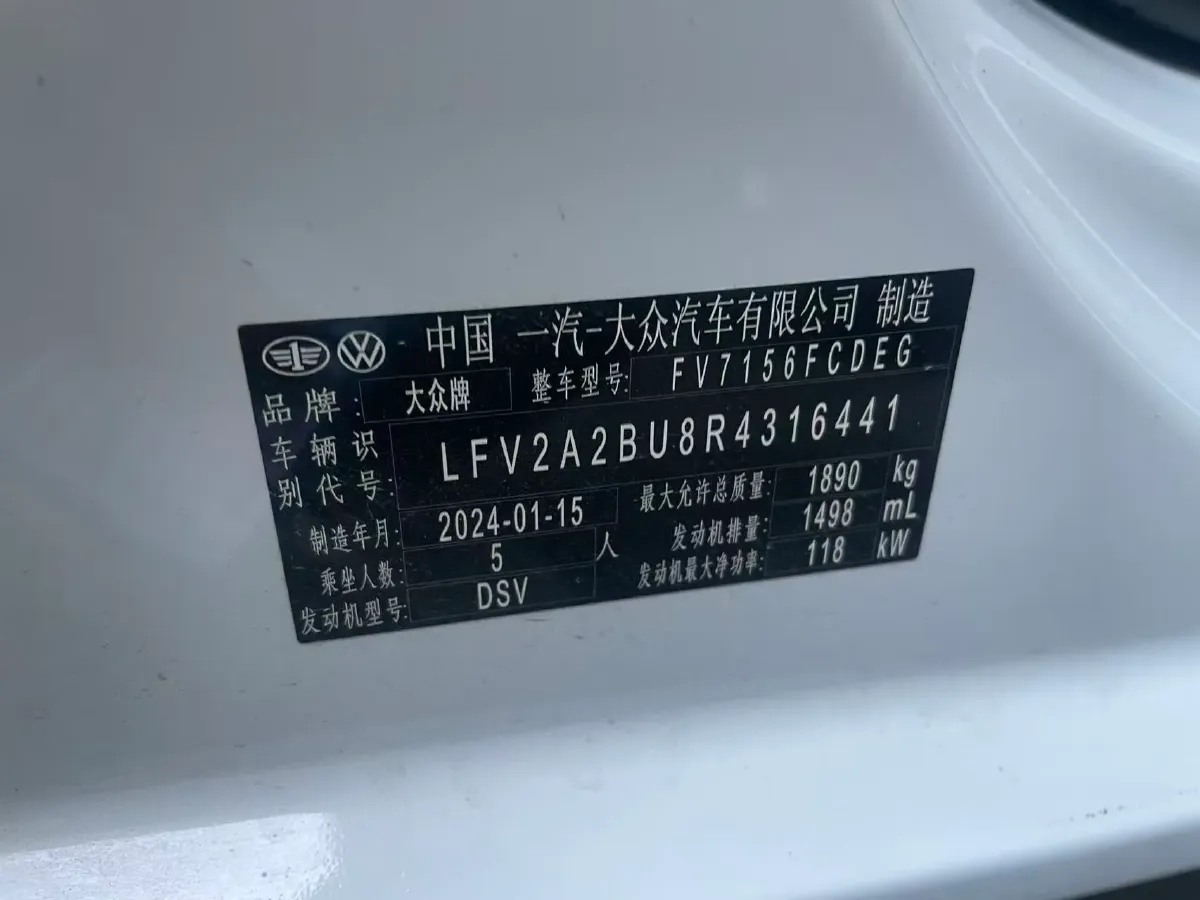 中国 一汽-大众汽车有限公司 制造
品牌: 大众牌 整车型号: FV7156FCDEG
车辆识别代号: LFV2A2BU8R4316441
制造年月: 2024-01-15 最大允许总质量: 1890 kg
乘坐人数: 5 人 发动机排量: 1498 mL
发动机型号: DSV 发动机最大净功率: 118 kW